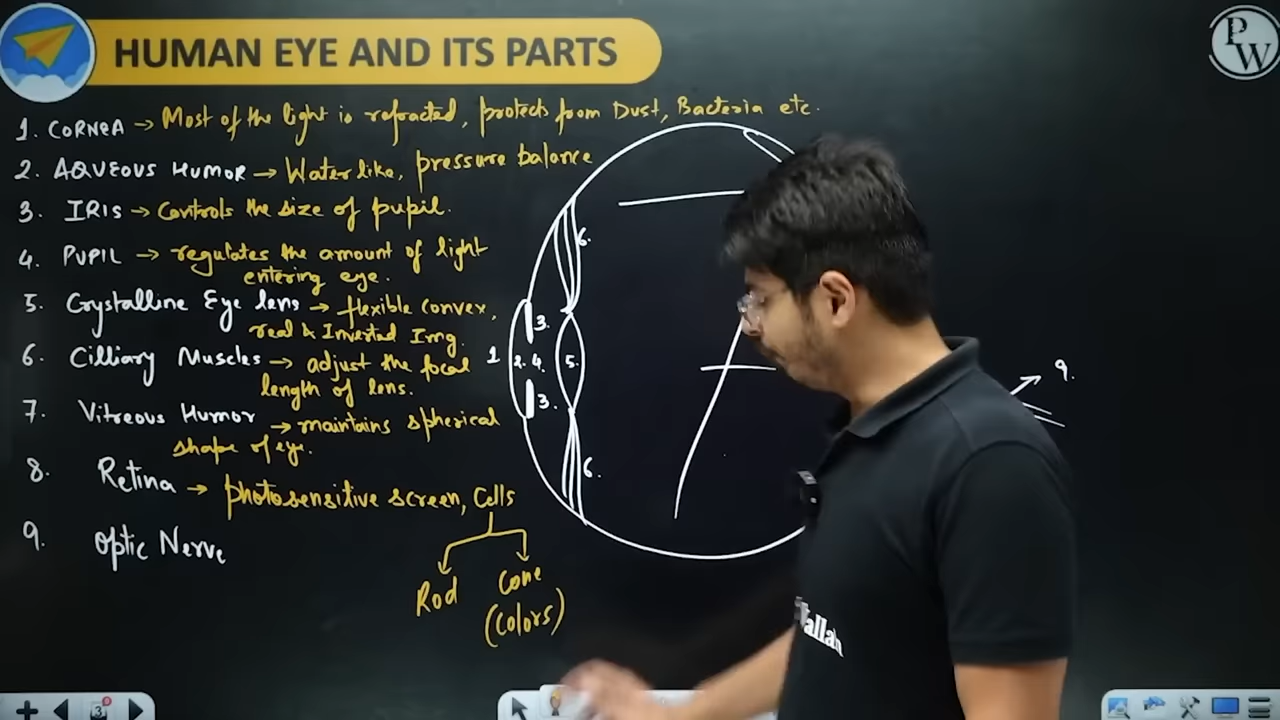 HUMAN EYE AND ITS PARTS
PW
1. CORNEA → Most of the light is refracted, protects from Dust, Bacteria etc.
2. AQUEOUS HUMOR → Water like, pressure balance
3. IRIS → Controls the size of pupil.
4. PUPIL → regulates the amount of light
entering eye.
5. Crystalline Eye lens → flexible convex,
real & Inverted Img.
6. Cilliary Muscles → adjust the focal
length of lens.
7. Vitreous Humor → maintains spherical
shape of eye.
8. Retina → photosensitive screen, Cells
9. Optic Nerve
Rod
Cone
(colors)
6.
3.
1
2.
4.
5.
3.
6.
7
9.
allah
3